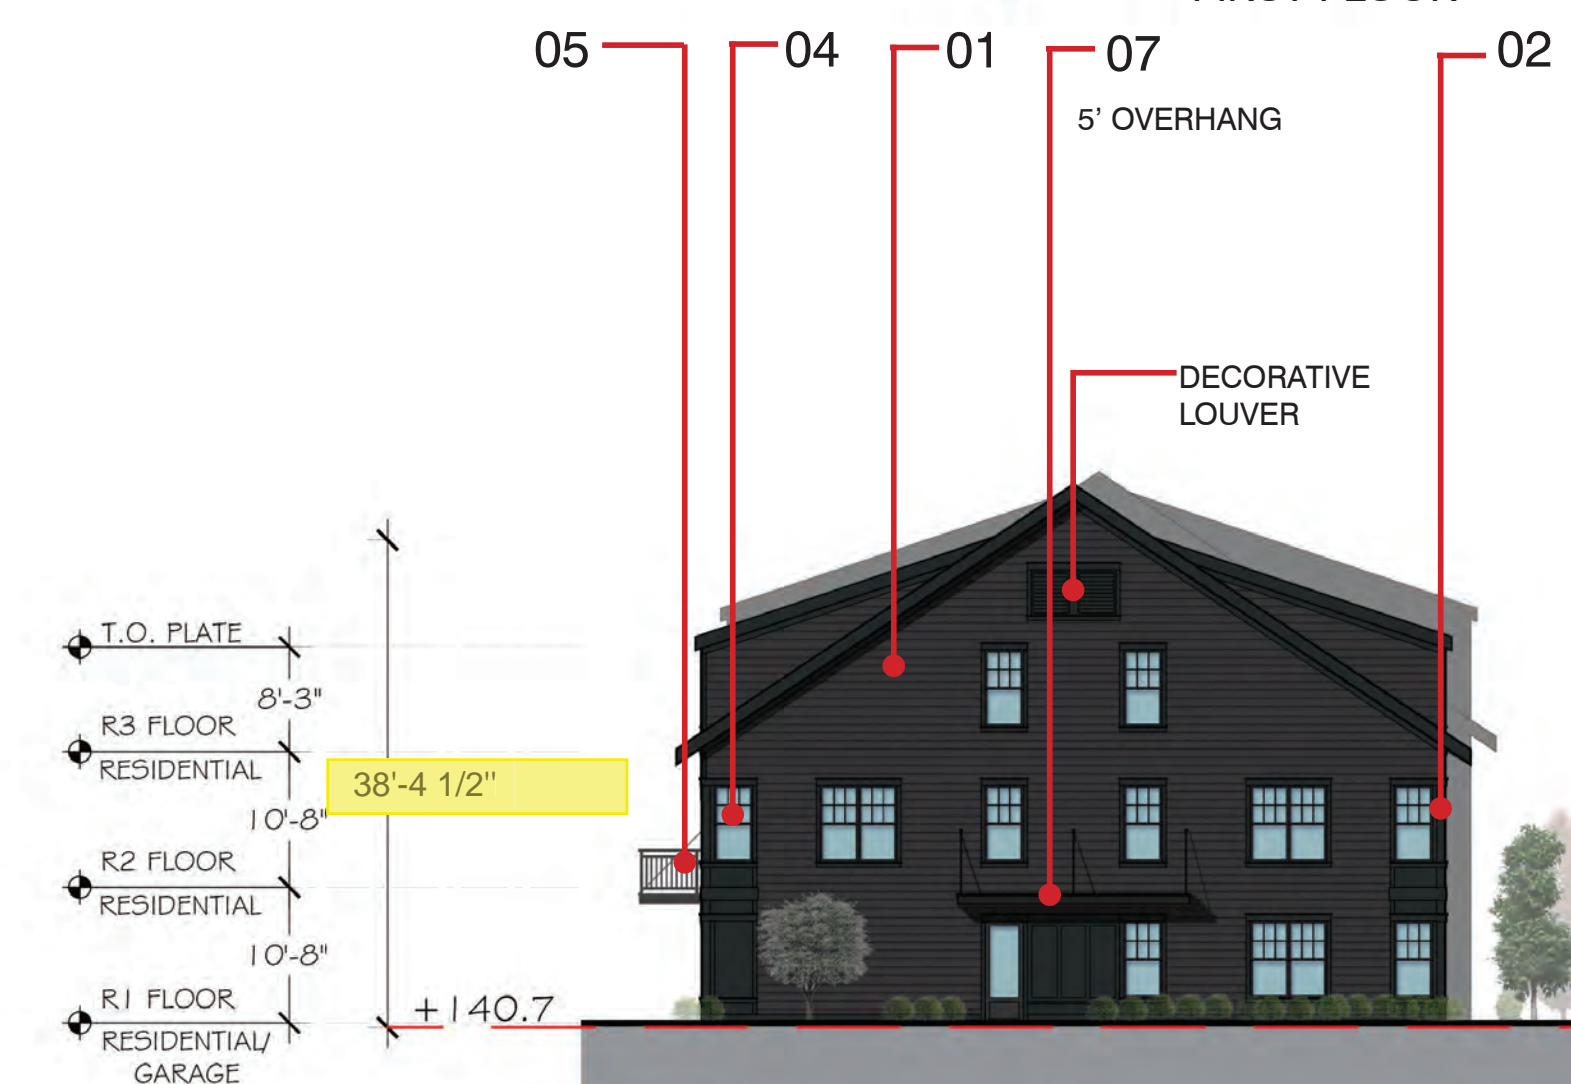 05
04
01
07
02
5’ OVERHANG
DECORATIVE
LOUVER
T.O. PLATE
8'-3"
R3 FLOOR
RESIDENTIAL
38'-4 1/2"
10'-8"
R2 FLOOR
RESIDENTIAL
10'-8"
R1 FLOOR
+140.7
RESIDENTIAL/
GARAGE